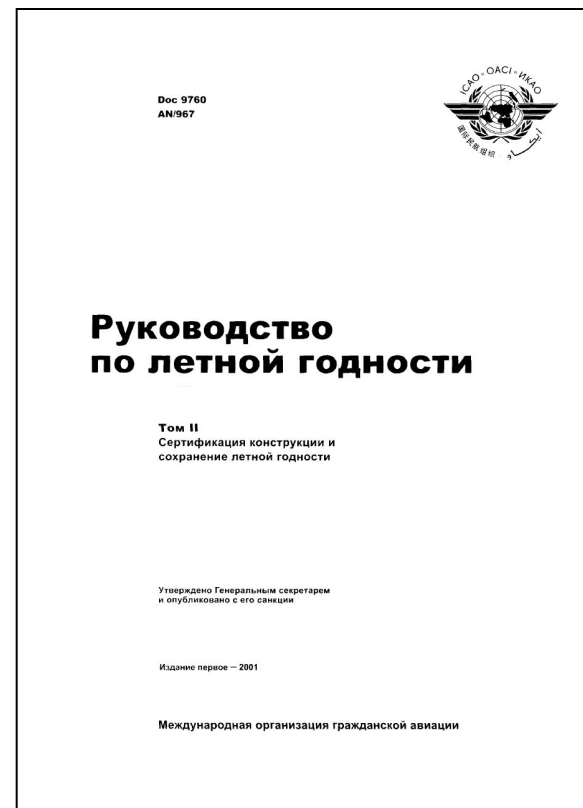 Doc 9760
AN/967
ICAO • OACI • ИКАО
Руководство
по летной годности
Том II
Сертификация конструкции и
сохранение летной годности
Утверждено Генеральным секретарем
и опубликовано с его санкции
Издание первое — 2001
Международная организация гражданской авиации